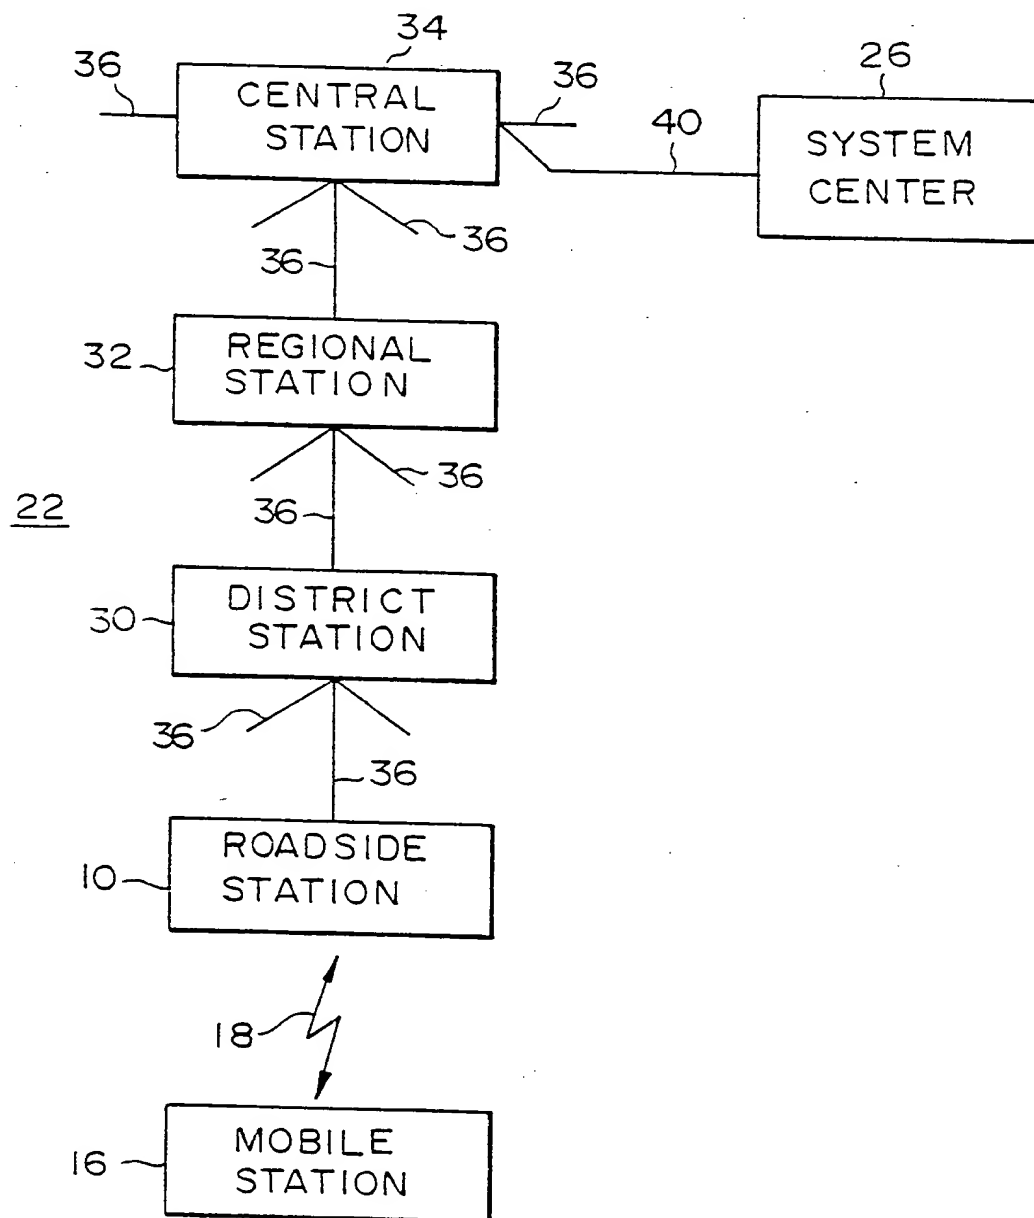 34
36
CENTRAL
STATION
36
26
40
SYSTEM
CENTER
36
36
32
REGIONAL
STATION
36
36
22
30
DISTRICT
STATION
36
36
10
ROADSIDE
STATION
18
16
MOBILE
STATION